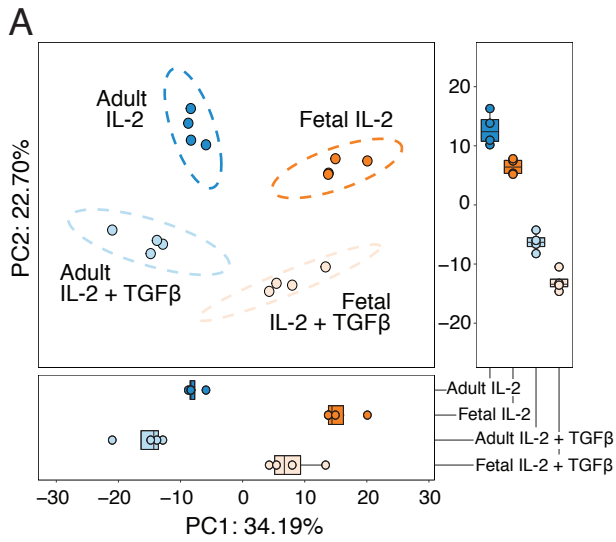 A
Adult
IL-2
Fetal IL-2
Adult
IL-2 + TGFβ
Fetal
IL-2 + TGFβ
PC2: 22.70%
20
10
0
−10
−20
Adult IL-2
Fetal IL-2
Adult IL-2 + TGFβ
Fetal IL-2 + TGFβ
−30 −20 −10 0 10 20 30
PC1: 34.19%